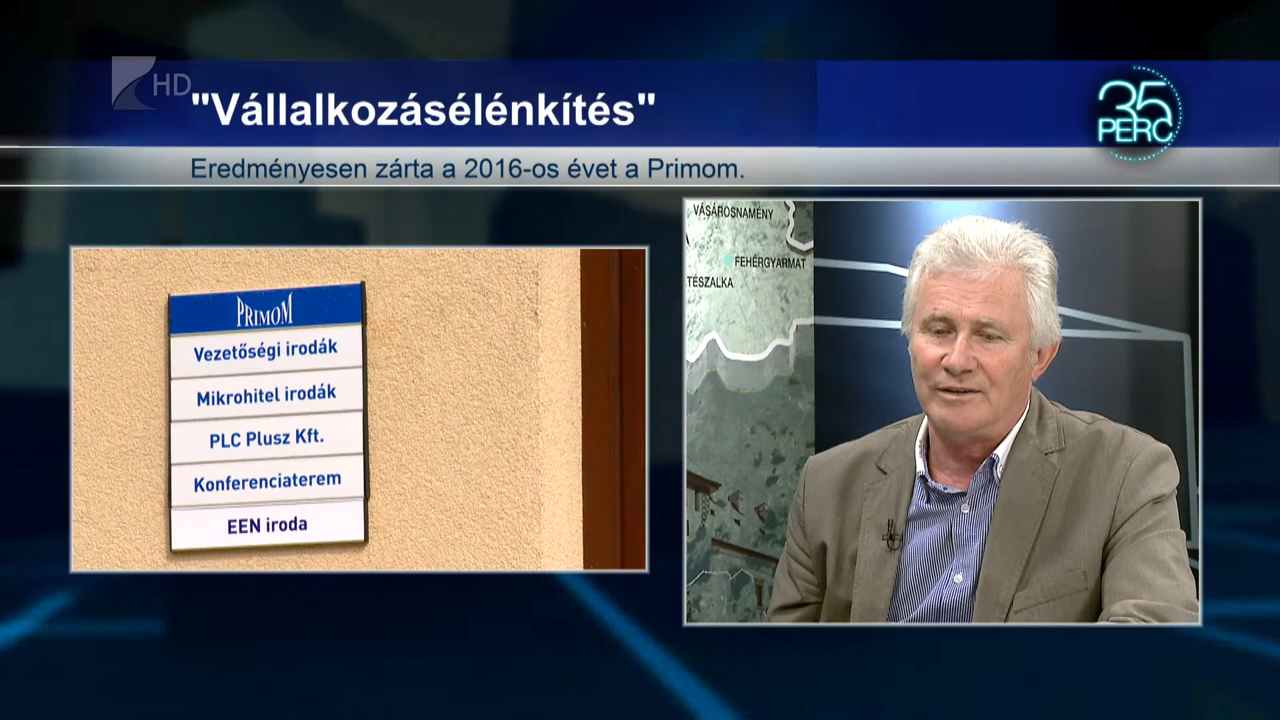 HD
"Vállalkozásélénkítés"
35
PERC
Eredményesen zárta a 2016-os évet a Primom.
PRIMOM
Vezetőségi irodák
Mikrohitel irodák
PLC Plusz Kft.
Konferenciaterem
EEN iroda
VÁSÁROSNAMÉNY
FEHÉRGYARMAT
TÉSZALKA